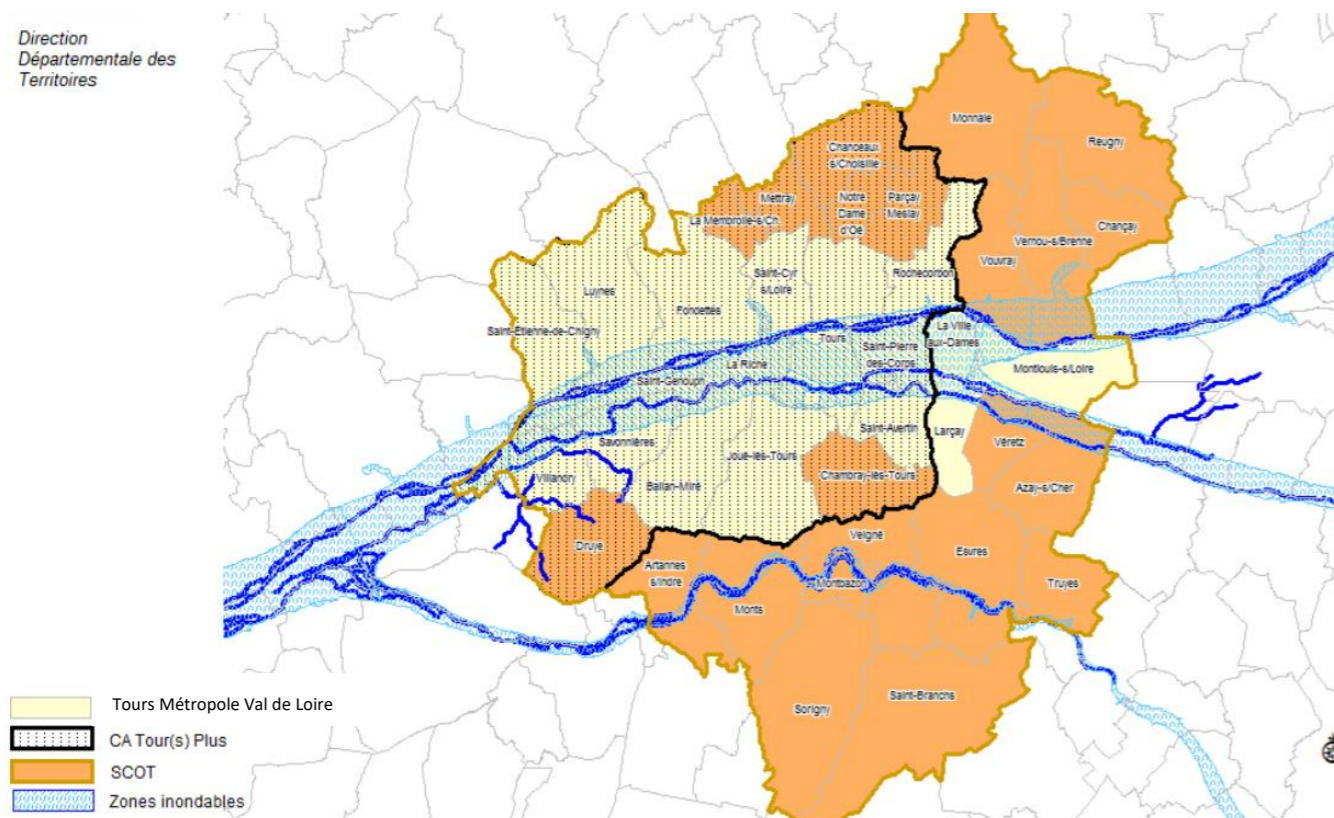 Direction
Départementale des
Territoires
Monnaie
Reugny
Chanceaux
s/Choisille
Mettray
Notre
Dame
d'Oé
Parçay
Meslay
La Membrolle-s/Ch.
Chançay
Vernou-s/Brenne
Vouvray
Rochecorbon
Saint-Cyr
s/Loire
Luynes
Fondettes
Saint-Etienne-de-Chigny
Tours
La Ville
aux-Dames
Saint-Pierre
des-Corps
La Riche
Montlouis-s/Loire
Saint-Genouph
Saint-Avertin
Larçay
Véretz
Savonnières
Joué-lès-Tours
Chambray-lès-Tours
Villandry
Ballan-Miré
Azay-s/Cher
Druye
Veigné
Esvres
Artannes
s/Indre
Montbazon
Truyes
Monts
Saint-Branchs
Sorigny
Tours Métropole Val de Loire
CA Tour(s) Plus
SCOT
Zones inondables